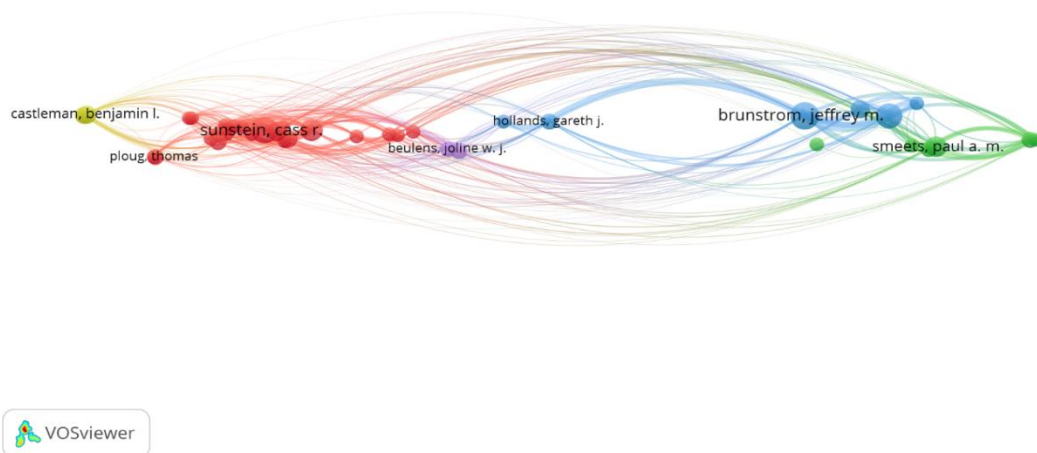 castleman, benjamin l.
sunstein, cass r.
ploug, thomas
beulens, joline w. j.
hollands, gareth j.
brunstrom, jeffrey m.
smeets, paul a. m.
VOSviewer